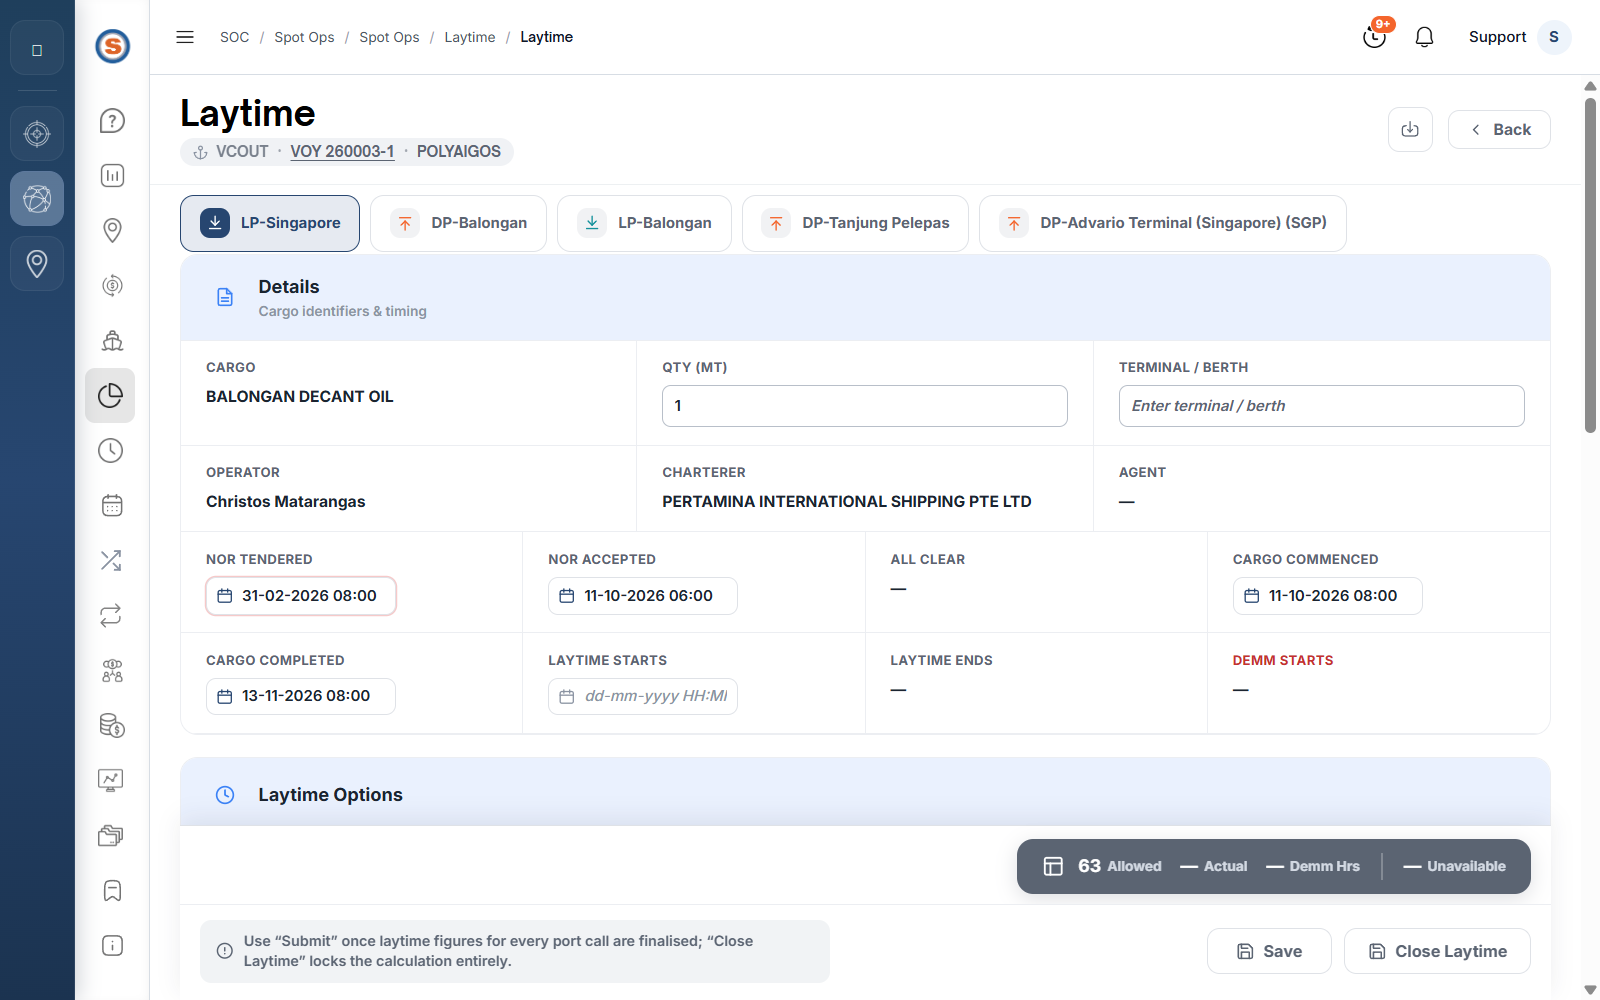 SOC / Spot Ops / Spot Ops / Laytime / Laytime
9+
Support S
Laytime
VCOUT · VOY 260003-1 · POLYAIGOS
Back
LP-Singapore
DP-Balongan
LP-Balongan
DP-Tanjung Pelepas
DP-Advario Terminal (Singapore) (SGP)
Details
Cargo identifiers & timing
CARGO
BALONGAN DECANT OIL
QTY (MT)
1
TERMINAL / BERTH
Enter terminal / berth
OPERATOR
Christos Matarangas
CHARTERER
PERTAMINA INTERNATIONAL SHIPPING PTE LTD
AGENT
—
NOR TENDERED
31-02-2026 08:00
NOR ACCEPTED
11-10-2026 06:00
ALL CLEAR
—
CARGO COMMENCED
11-10-2026 08:00
CARGO COMPLETED
13-11-2026 08:00
LAYTIME STARTS
dd-mm-yyyy HH:MI
LAYTIME ENDS
—
DEMM STARTS
—
Laytime Options
63 Allowed — Actual — Demm Hrs — Unavailable
Use “Submit” once laytime figures for every port call are finalised; “Close
Laytime” locks the calculation entirely.
Save
Close Laytime